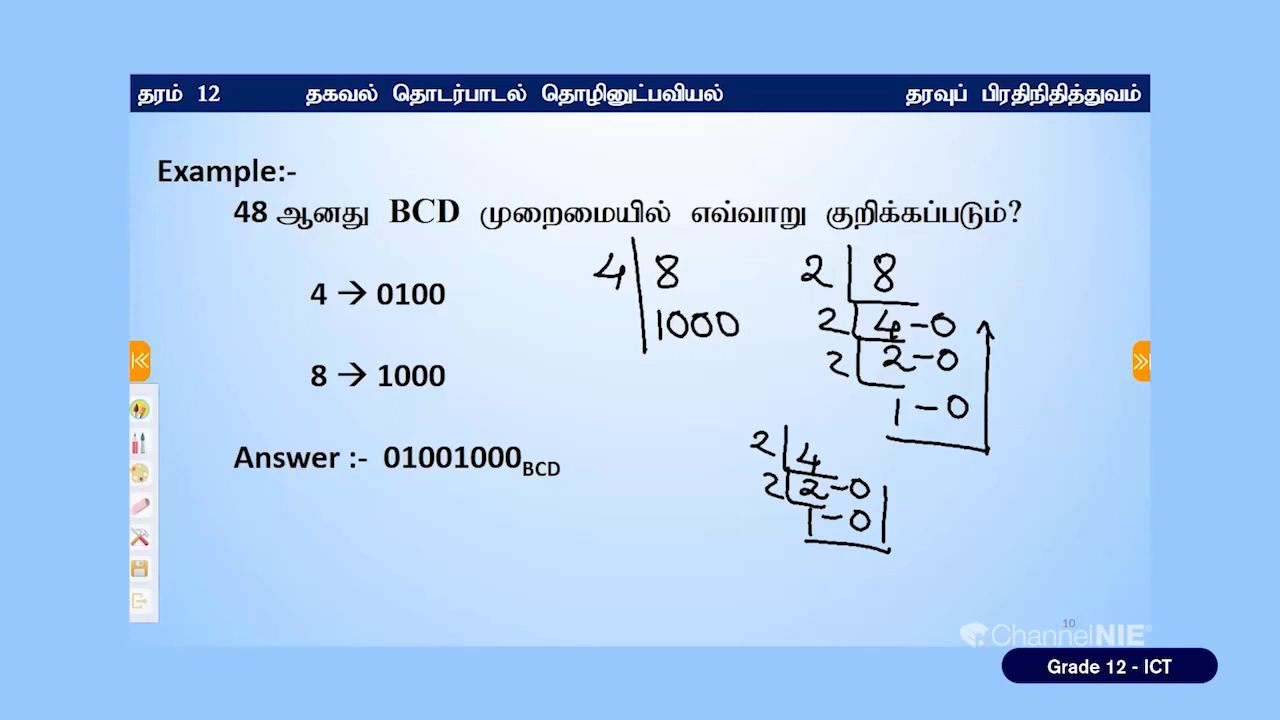 தரம் 12 தகவல் தொடர்பாடல் தொழினுட்பவியல் தரவுப் பிரதிநிதித்துவம்
Example:-
48 ஆனது BCD முறைமையில் எவ்வாறு குறிக்கப்படும்?
4 → 0100
8 → 1000
Answer :- 01001000BCD
4 | 8
1000
2 | 8
2 | 4 - 0
2 | 2 - 0
1 - 0
2 | 4
2 | 2 - 0
1 - 0
10
ChannelNIE
Grade 12 - ICT